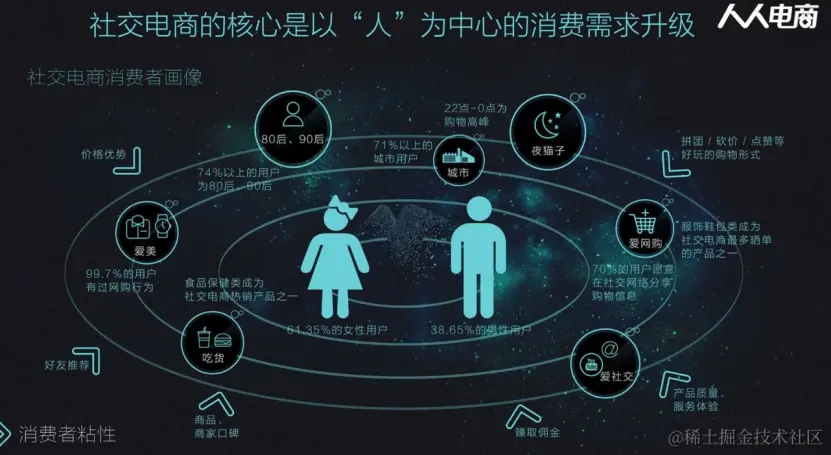 社交电商的核心是以“人”为中心的消费需求升级
人人电商
社交电商消费者画像
80后、90后
74%以上的用户
为80后、90后
71%以上的
城市用户
城市
22点-0点为
购物高峰
夜猫子
拼团 / 砍价 / 点赞等
好玩的购物形式
价格优势
爱美
99.7%的用户
有过网购行为
食品保健类成为
社交电商热销产品之一
爱网购
服饰鞋包类成为
社交电商最多晒单
的产品之一
70%的用户愿意
在社交网络分享
购物信息
61.35%的女性用户
38.65%的男性用户
吃货
@
You
Tube
爱社交
好友推荐
产品质量、
服务体验
商品、
商家口碑
赚取佣金
消费者粘性
@稀土掘金技术社区